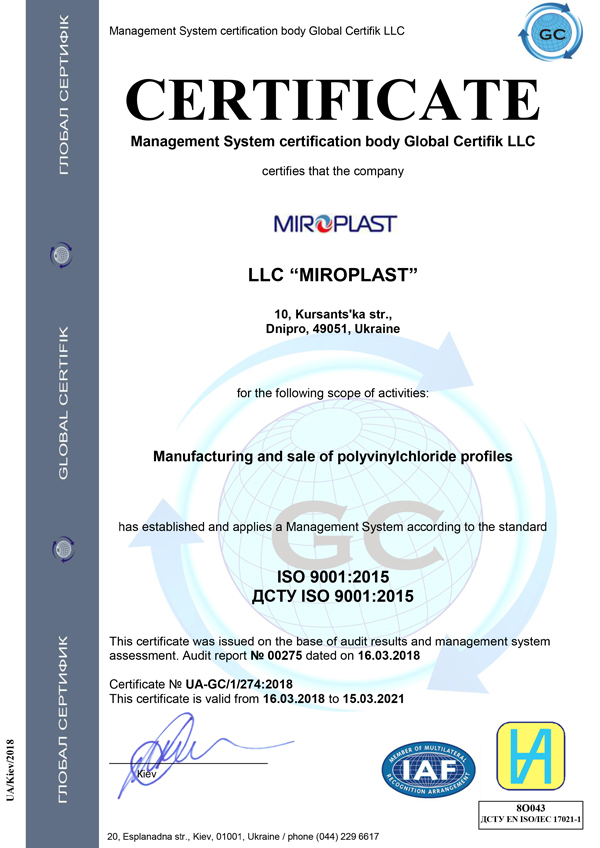 Management System certification body Global Certifik LLC
GC
CERTIFICATE
Management System certification body Global Certifik LLC
certifies that the company
MIROPLAST
LLC “MIROPLAST”
10, Kursants'ka str.,
Dnipro, 49051, Ukraine
for the following scope of activities:
Manufacturing and sale of polyvinylchloride profiles
GC
has established and applies a Management System according to the standard
ISO 9001:2015
ДСТУ ISO 9001:2015
This certificate was issued on the base of audit results and management system
assessment. Audit report № 00275 dated on 16.03.2018
Certificate № UA-GC/1/274:2018
This certificate is valid from 16.03.2018 to 15.03.2021
Kiev
MEMBER OF MULTILATERAL
IAF
RECOGNITION ARRANGEMENT
8О043
ДСТУ EN ISO/IEC 17021-1
20, Esplanadna str., Kiev, 01001, Ukraine / phone (044) 229 6617
ГЛОБАЛ СЕРТИФІК
GLOBAL CERTIFIK
ГЛОБАЛ СЕРТИФИК
UA/Kiev/2018